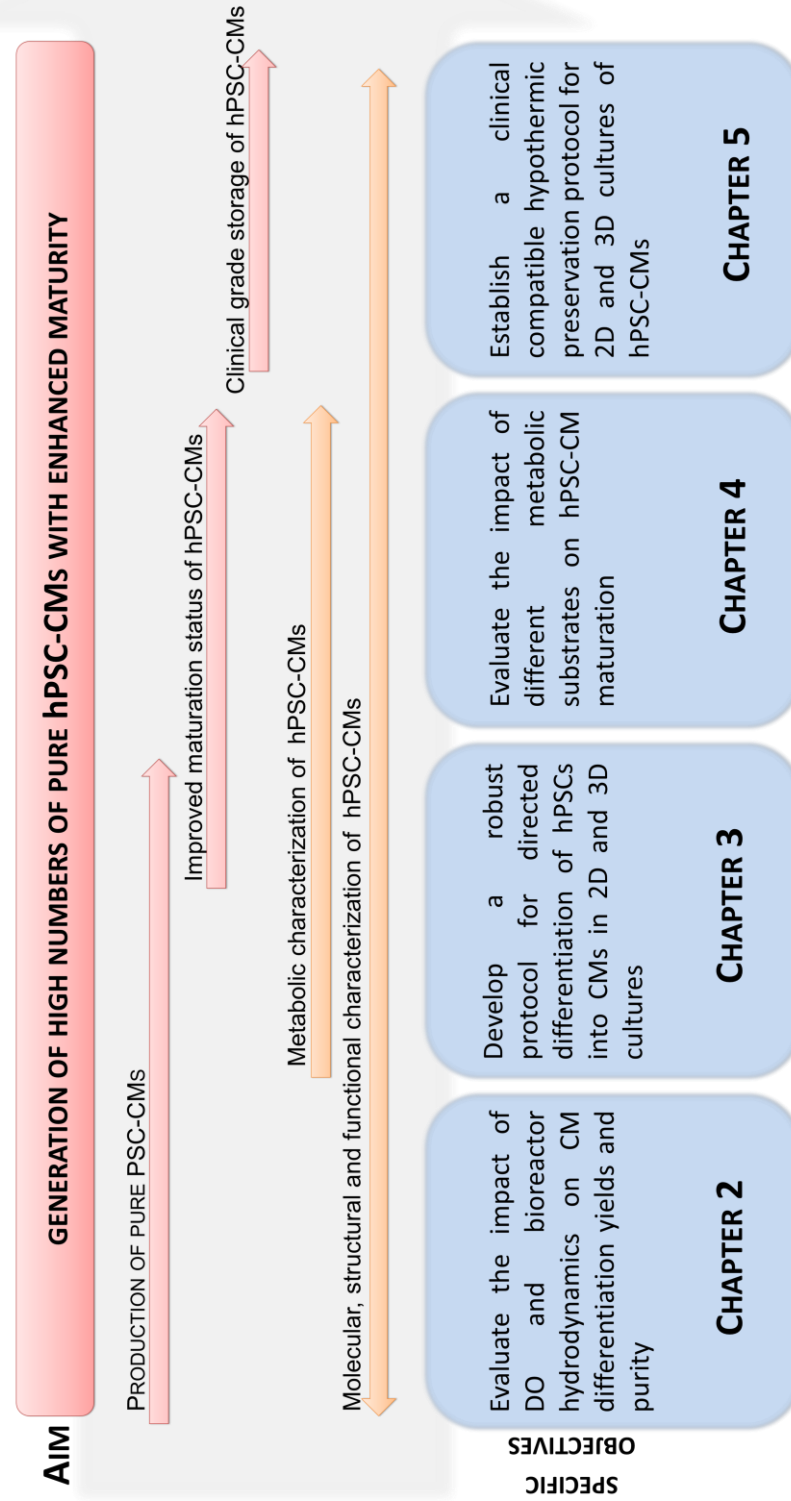 AIM
GENERATION OF HIGH NUMBERS OF PURE hPSC-CMS WITH ENHANCED MATURITY
PRODUCTION OF PURE PSC-CMS
Improved maturation status of hPSC-CMs
Clinical grade storage of hPSC-CMs
Metabolic characterization of hPSC-CMs
Molecular, structural and functional characterization of hPSC-CMs
SPECIFIC
OBJECTIVES
Evaluate the impact of
DO and bioreactor
hydrodynamics on CM
differentiation yields and
purity
CHAPTER 2
Develop a robust
protocol for directed
differentiation of hPSCs
into CMs in 2D and 3D
cultures
CHAPTER 3
Evaluate the impact of
different metabolic
substrates on hPSC-CM
maturation
CHAPTER 4
Establish a clinical
compatible hypothermic
preservation protocol for
2D and 3D cultures of
hPSC-CMs
CHAPTER 5